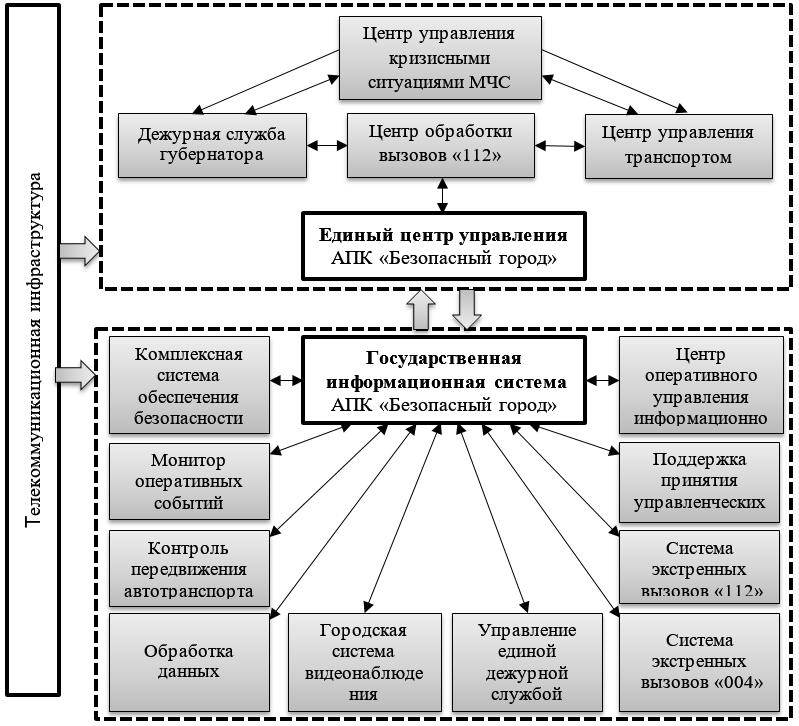 Телекоммуникационная инфраструктура
Центр управления
кризисными
ситуациями МЧС
Дежурная служба
губернатора
Центр обработки
вызовов «112»
Центр управления
транспортом
Единый центр управления
АПК «Безопасный город»
Комплексная
система
обеспечения
безопасности
Государственная
информационная система
АПК «Безопасный город»
Центр
оперативного
управления
информационно
Монитор
оперативных
событий
Поддержка
принятия
управленческих
Контроль
передвижения
автотранспорта
Система
экстренных
вызовов «112»
Обработка
данных
Городская
система
видеонаблюде
ния
Управление
единой
дежурной
службой
Система
экстренных
вызовов «004»